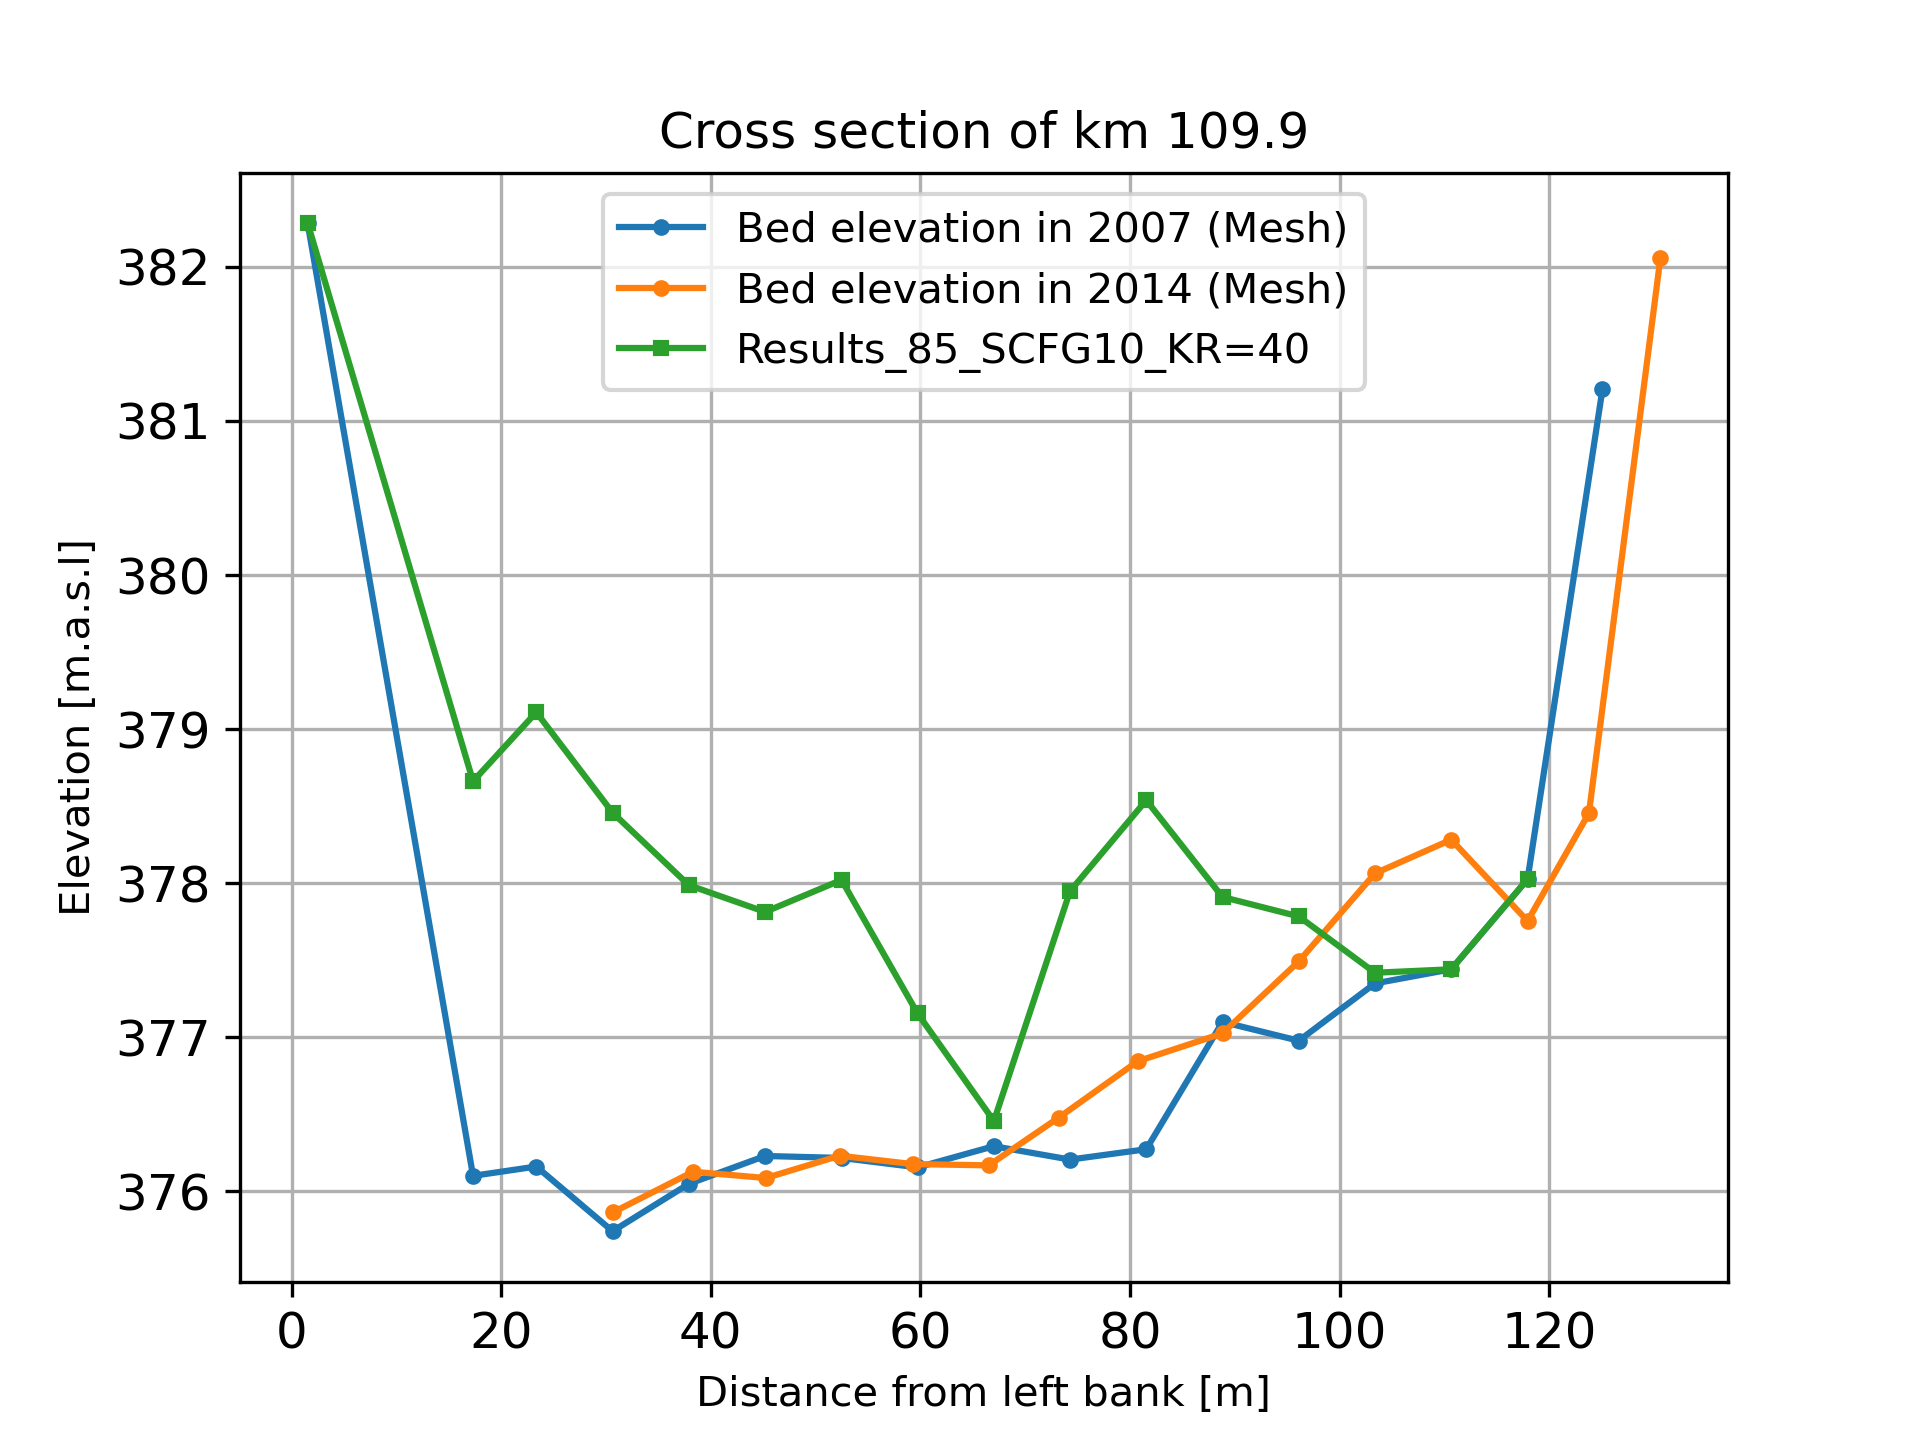 Cross section of km 109.9
Bed elevation in 2007 (Mesh)
Bed elevation in 2014 (Mesh)
Results_85_SCFG10_KR=40
382
381
380
379
378
377
376
Elevation [m.a.s.l]
0 20 40 60 80 100 120
Distance from left bank [m]